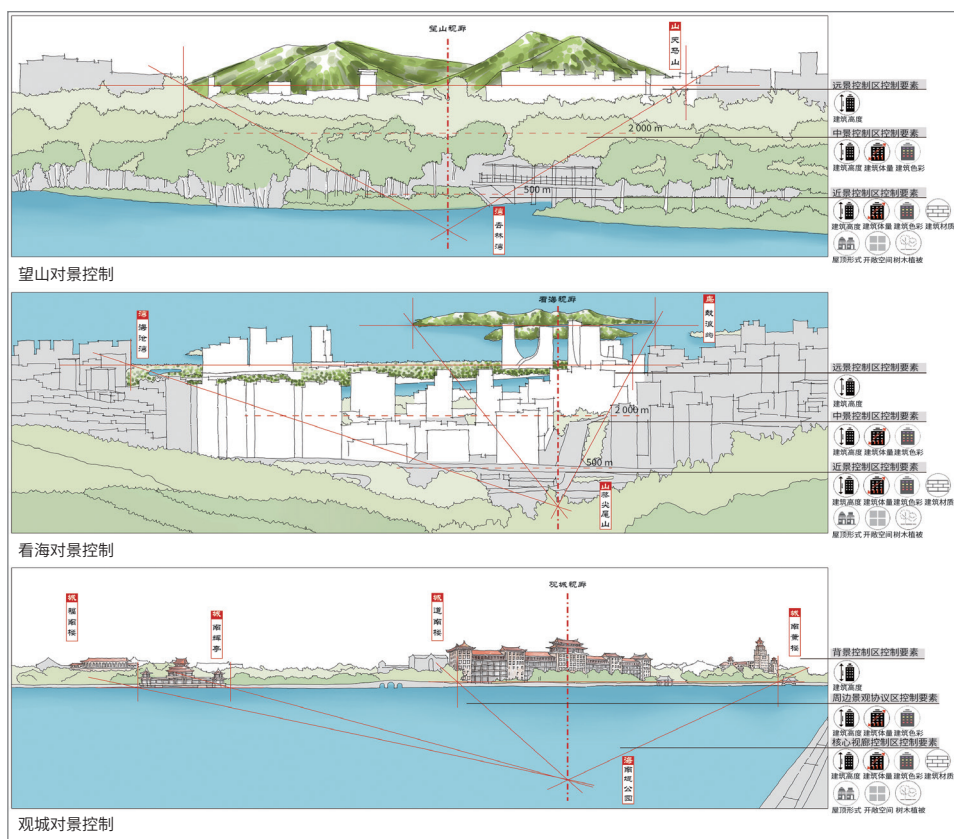 望山视廊
山 天马山
远景控制区控制要素
建筑高度
2 000 m
中景控制区控制要素
建筑高度 建筑体量 建筑色彩
500 m
近景控制区控制要素
建筑高度 建筑体量 建筑色彩 建筑材质
屋顶形式 开敞空间 树木植被
湾 杏林湾
望山对景控制
看海视廊
湾 海沧湾
岛 鼓浪屿
远景控制区控制要素
建筑高度
2 000 m
中景控制区控制要素
建筑高度 建筑体量 建筑色彩
500 m
近景控制区控制要素
建筑高度 建筑体量 建筑色彩 建筑材质
屋顶形式 开敞空间 树木植被
山 蔡尖尾山
看海对景控制
观城视廊
城 福南楼
城 南辉亭
城 道南楼
城 南薰楼
背景控制区控制要素
建筑高度
周边景观协议区控制要素
建筑高度 建筑体量 建筑色彩
核心视廊控制区控制要素
建筑高度 建筑体量 建筑色彩 建筑材质
屋顶形式 开敞空间 树木植被
观城对景控制